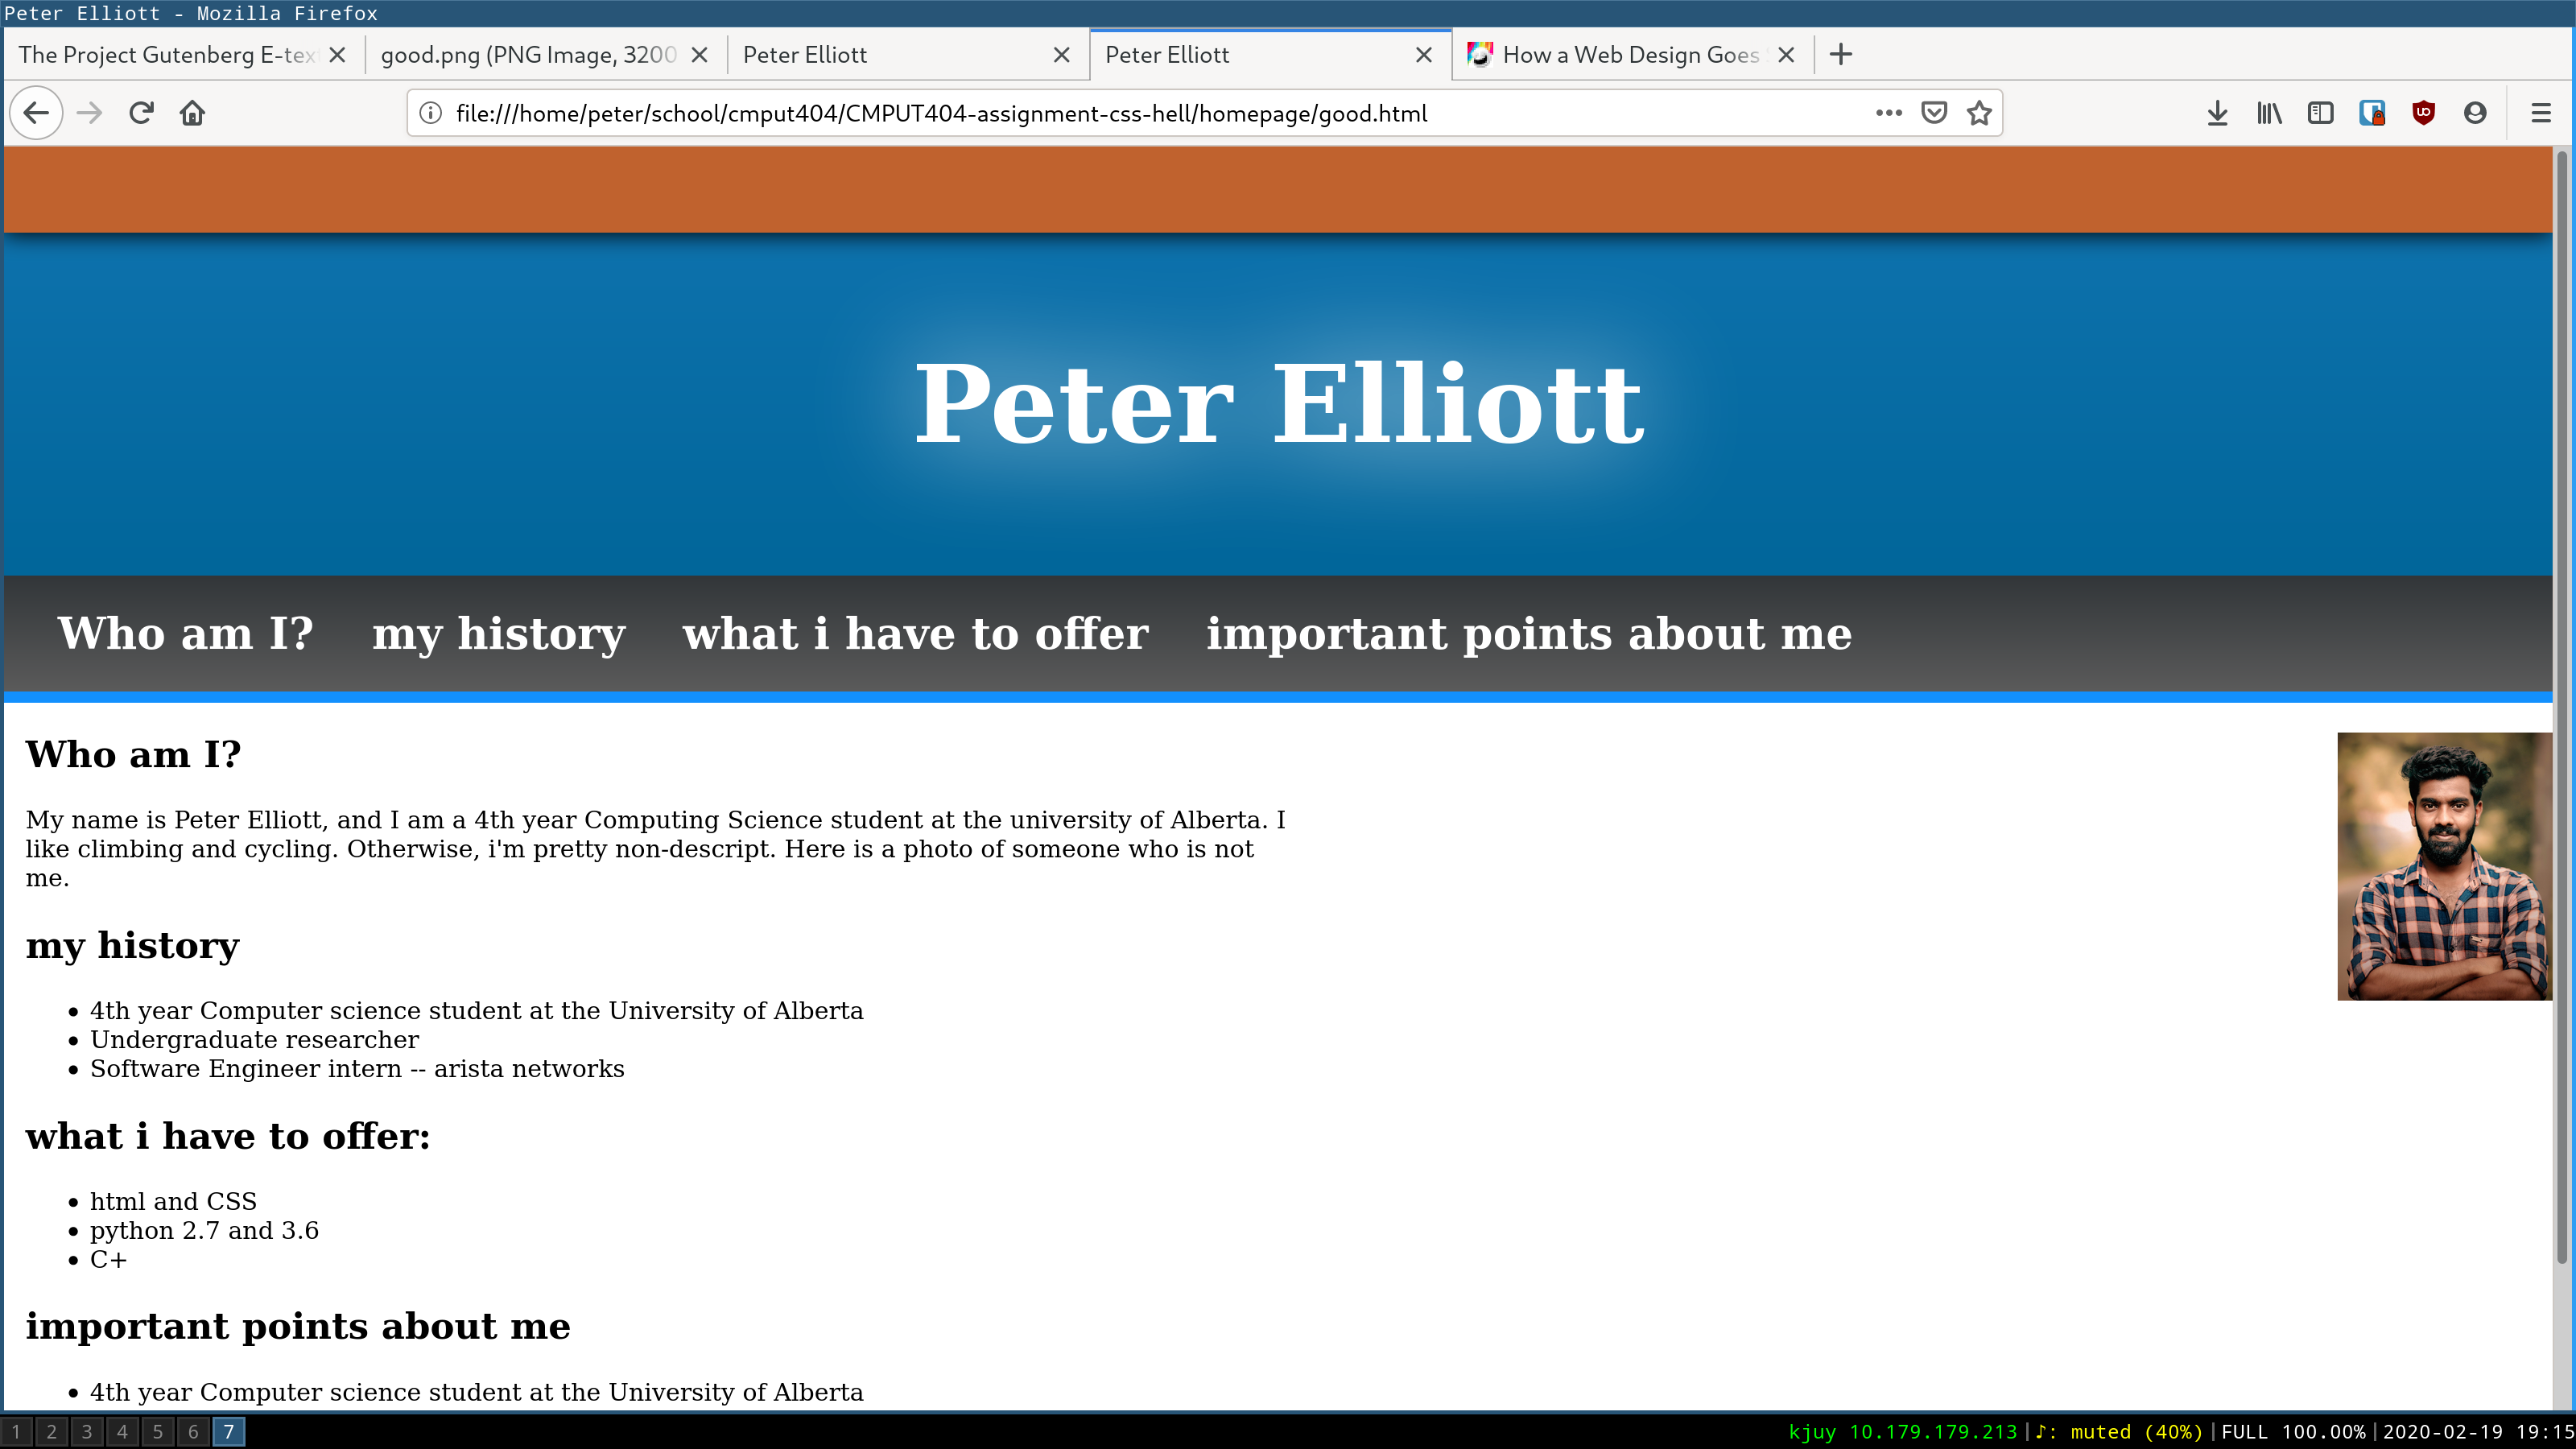 Peter Elliott - Mozilla Firefox
The Project Gutenberg E-tex
good.png (PNG Image, 3200
Peter Elliott
Peter Elliott
How a Web Design Goes
file:///home/peter/school/cmput404/CMPUT404-assignment-css-hell/homepage/good.html
Peter Elliott
Who am I? my history what i have to offer important points about me
Who am I?
My name is Peter Elliott, and I am a 4th year Computing Science student at the university of Alberta. I
like climbing and cycling. Otherwise, i'm pretty non-descript. Here is a photo of someone who is not
me.
my history
• 4th year Computer science student at the University of Alberta
• Undergraduate researcher
• Software Engineer intern -- arista networks
what i have to offer:
• html and CSS
• python 2.7 and 3.6
• C+
important points about me
• 4th year Computer science student at the University of Alberta
1 2 3 4 5 6 7
kjuy 10.179.179.213|♪: muted (40%)|FULL 100.00%|2020-02-19 19:15